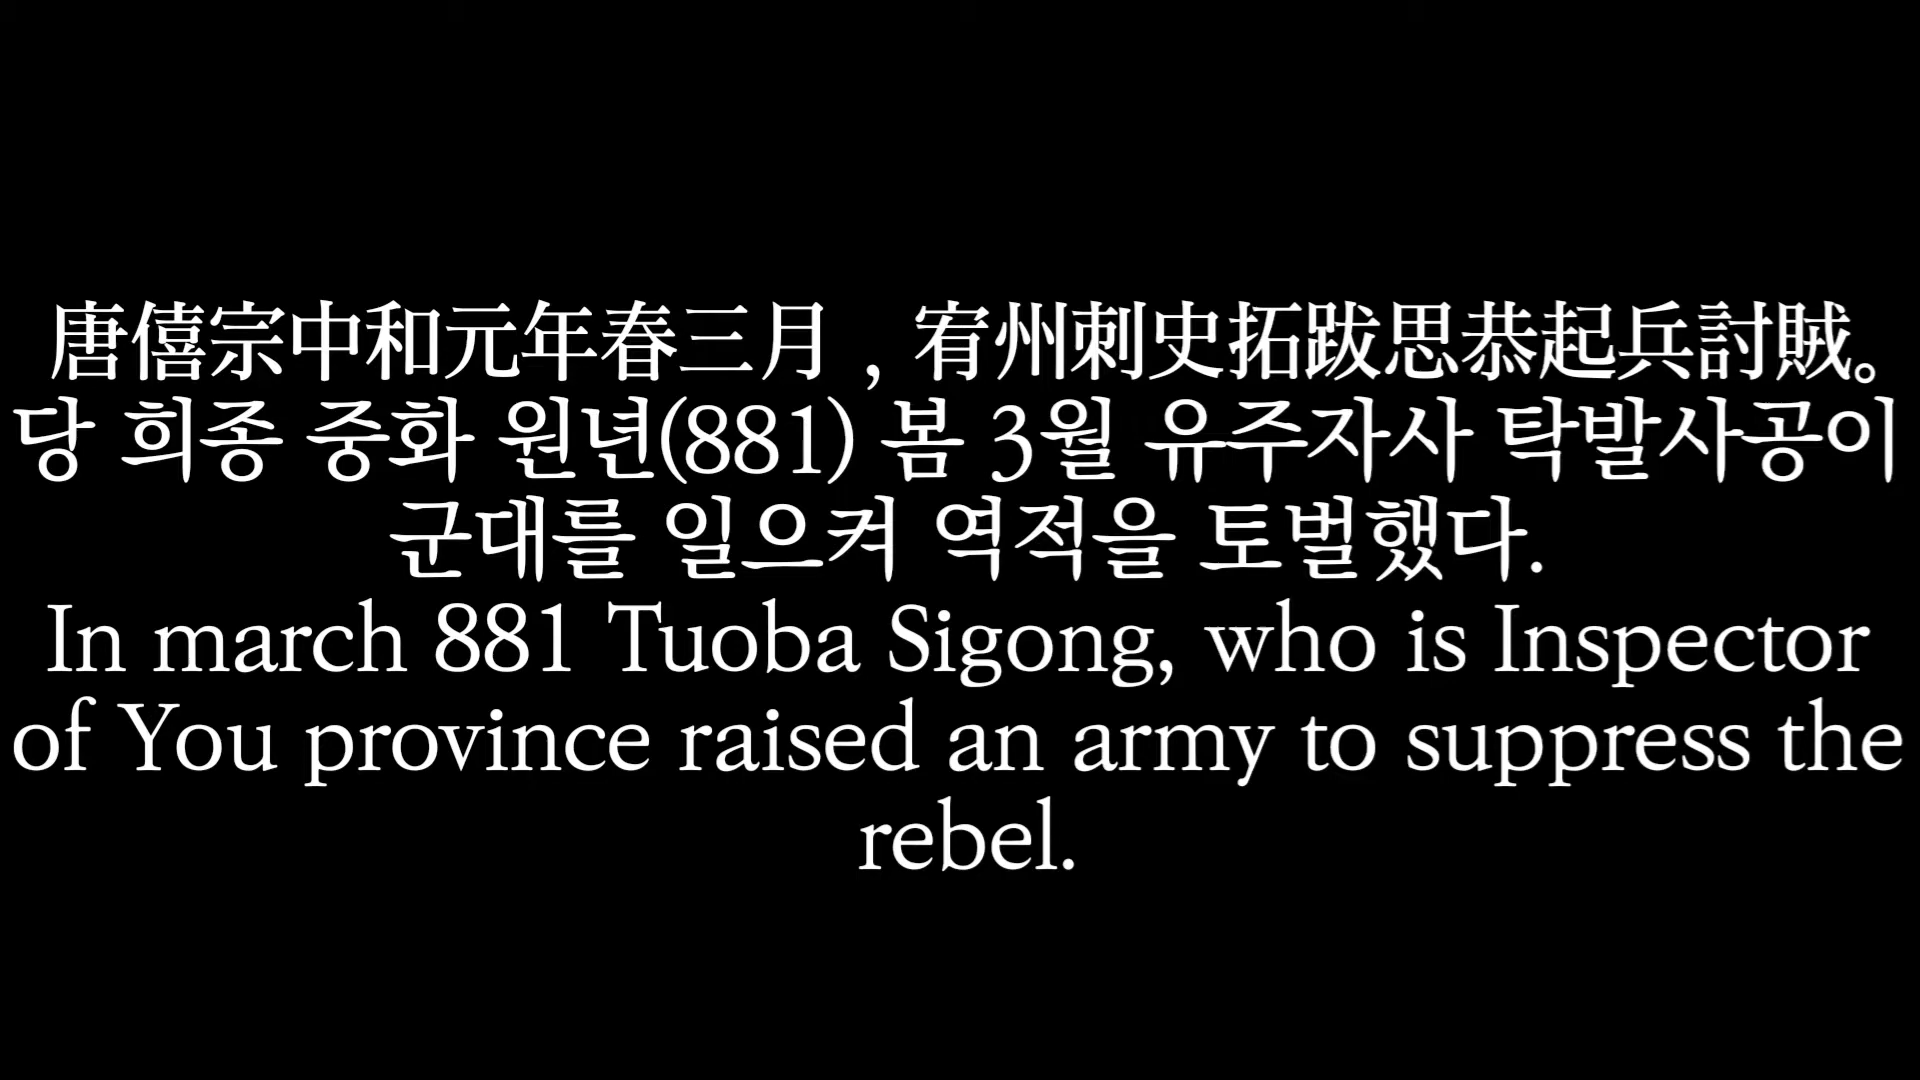 唐僖宗中和元年春三月，宥州刺史拓跋思恭起兵討賊。
당 희종 중화 원년(881) 봄 3월 유주자사 탁발사공이
군대를 일으켜 역적을 토벌했다.
In march 881 Tuoba Sigong, who is Inspector
of You province raised an army to suppress the
rebel.